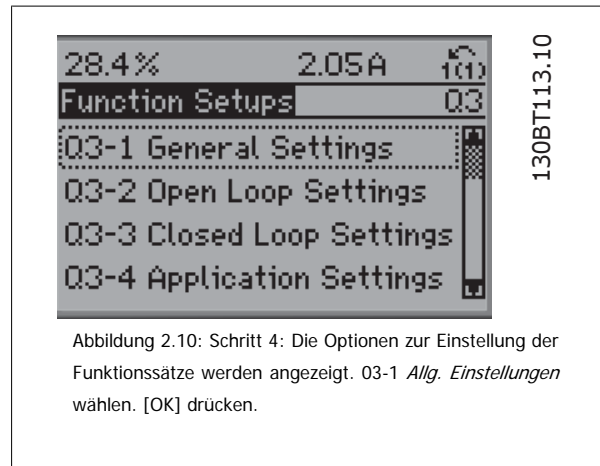 28.4% 2.05A 1(1)
Function Setups Q3
Q3-1 General Settings
Q3-2 Open Loop Settings
Q3-3 Closed Loop Settings
Q3-4 Application Settings
130BT113.10
Abbildung 2.10: Schritt 4: Die Optionen zur Einstellung der
Funktionssätze werden angezeigt. 03-1 Allg. Einstellungen
wählen. [OK] drücken.